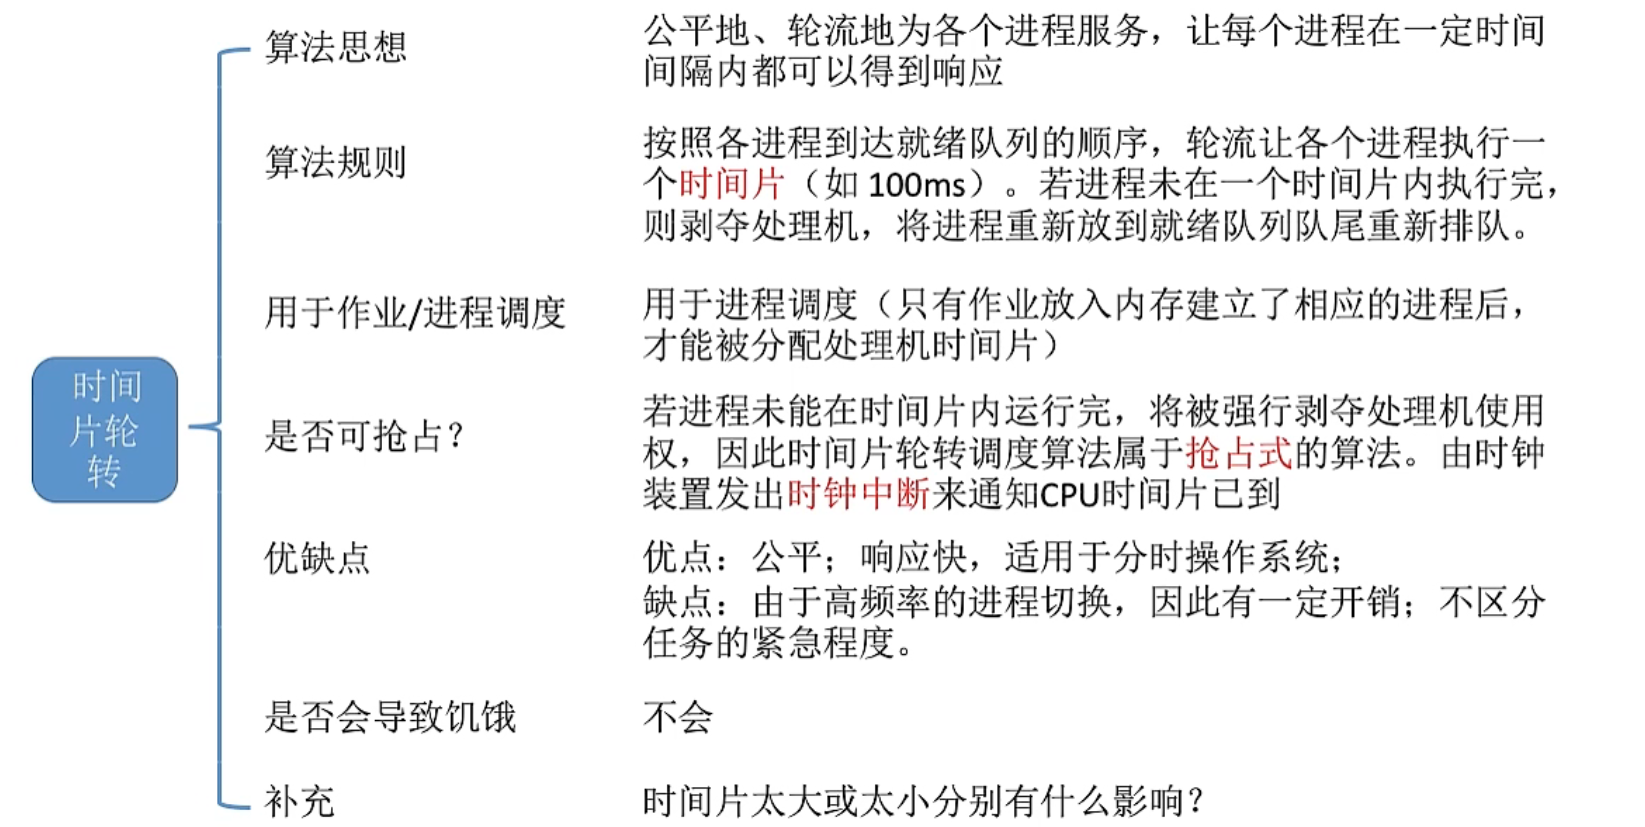 时间
片轮
转
算法思想
公平地、轮流地为各个进程服务，让每个进程在一定时间
间隔内都可以得到响应
算法规则
按照各进程到达就绪队列的顺序，轮流让各个进程执行一
个时间片（如 100ms）。若进程未在一个时间片内执行完，
则剥夺处理机，将进程重新放到就绪队列队尾重新排队。
用于作业/进程调度
用于进程调度（只有作业放入内存建立了相应的进程后，
才能被分配处理机时间片）
是否可抢占？
若进程未能在时间片内运行完，将被强行剥夺处理机使用
权，因此时间片轮转调度算法属于抢占式的算法。由时钟
装置发出时钟中断来通知CPU时间片已到
优缺点
优点：公平；响应快，适用于分时操作系统；
缺点：由于高频率的进程切换，因此有一定开销；不区分
任务的紧急程度。
是否会导致饥饿
不会
补充
时间片太大或太小分别有什么影响？